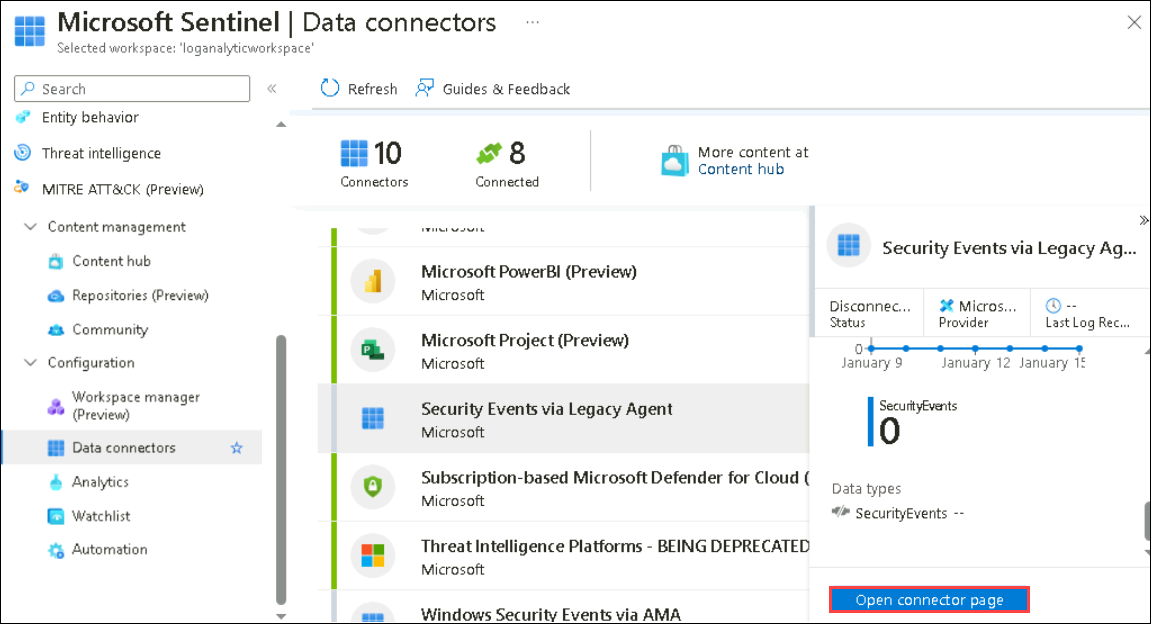 Microsoft Sentinel | Data connectors ...
Selected workspace: 'loganalyticworkspace'
Search
«
Entity behavior
Threat intelligence
MITRE ATT&CK (Preview)
Content management
Content hub
Repositories (Preview)
Community
Configuration
Workspace manager
(Preview)
Data connectors
Analytics
Watchlist
Automation
Refresh
Guides & Feedback
10
Connectors
8
Connected
More content at
Content hub
Microsoft
Microsoft PowerBI (Preview)
Microsoft
Microsoft Project (Preview)
Microsoft
Security Events via Legacy Agent
Microsoft
Subscription-based Microsoft Defender for Cloud (
Microsoft
Threat Intelligence Platforms - BEING DEPRECATED
Microsoft
Windows Security Events via AMA
»
Security Events via Legacy Ag...
Disconnec...
Status
Micros...
Provider
--
Last Log Rec...
0
January 9 January 12 January 15
SecurityEvents
0
Data types
SecurityEvents --
Open connector page